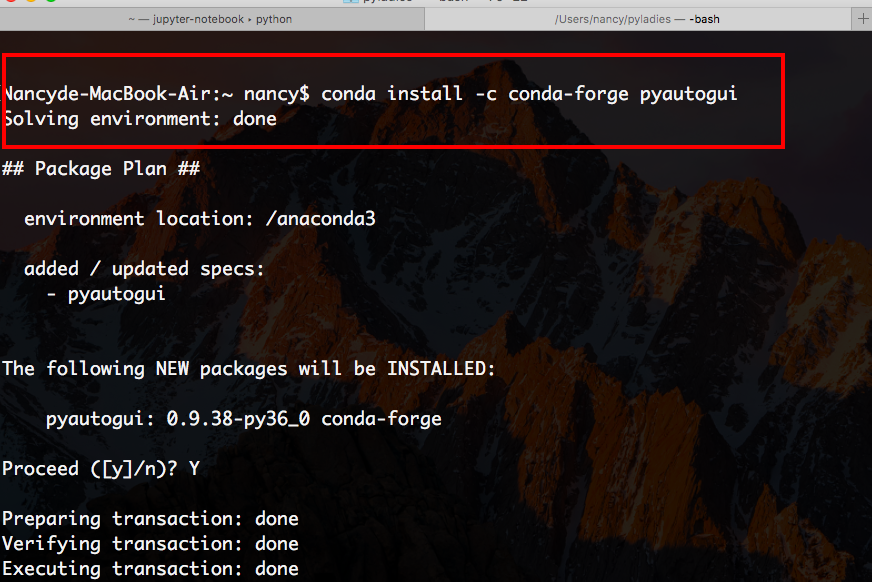 ~ — jupyter-notebook ▸ python
/Users/nancy/pyladies — -bash
Nancyde-MacBook-Air:~ nancy$ conda install -c conda-forge pyautogui
Solving environment: done
## Package Plan ##
environment location: /anaconda3
added / updated specs:
- pyautogui
The following NEW packages will be INSTALLED:
pyautogui: 0.9.38-py36_0 conda-forge
Proceed ([y]/n)? Y
Preparing transaction: done
Verifying transaction: done
Executing transaction: done